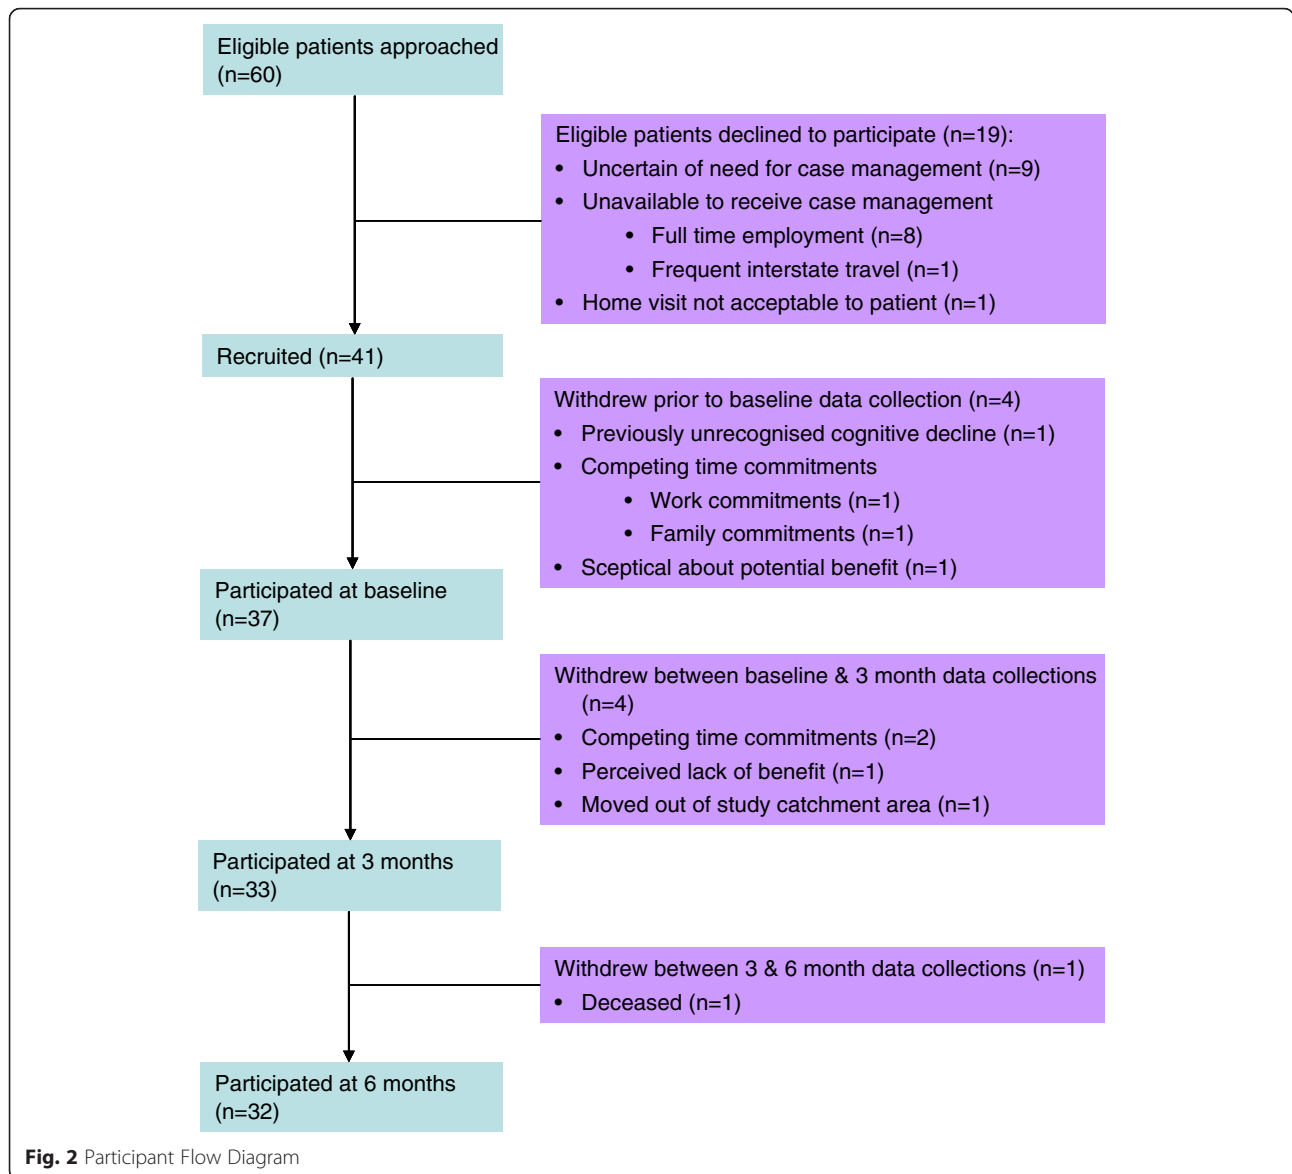 Eligible patients approached
(n=60)
Eligible patients declined to participate (n=19):
• Uncertain of need for case management (n=9)
• Unavailable to receive case management
• Full time employment (n=8)
• Frequent interstate travel (n=1)
• Home visit not acceptable to patient (n=1)
Recruited (n=41)
Withdrew prior to baseline data collection (n=4)
• Previously unrecognised cognitive decline (n=1)
• Competing time commitments
• Work commitments (n=1)
• Family commitments (n=1)
• Sceptical about potential benefit (n=1)
Participated at baseline
(n=37)
Withdrew between baseline & 3 month data collections
(n=4)
• Competing time commitments (n=2)
• Perceived lack of benefit (n=1)
• Moved out of study catchment area (n=1)
Participated at 3 months
(n=33)
Withdrew between 3 & 6 month data collections (n=1)
• Deceased (n=1)
Participated at 6 months
(n=32)
Fig. 2 Participant Flow Diagram